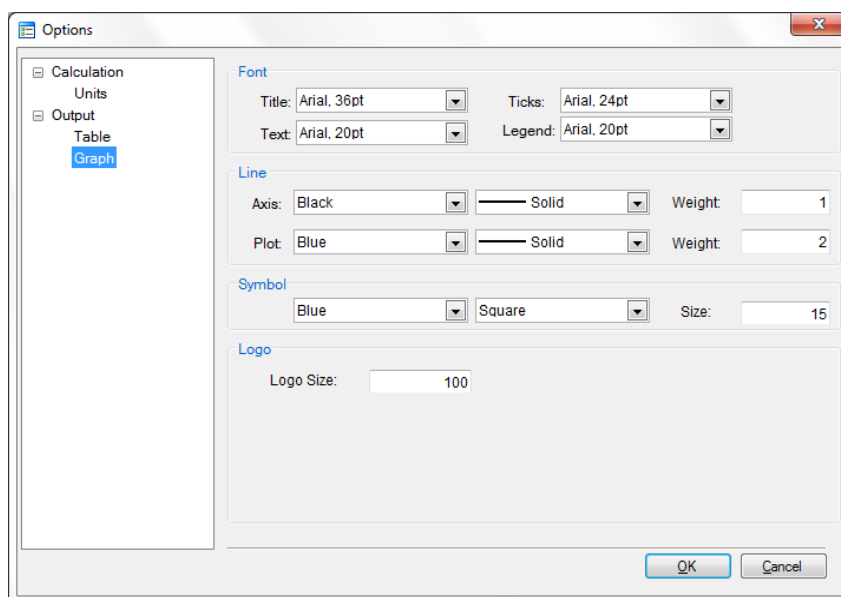 Options
Calculation
Units
Output
Table
Graph
Font
Title: Arial, 36pt Ticks: Arial, 24pt
Text: Arial, 20pt Legend: Arial, 20pt
Line
Axis: Black Solid Weight: 1
Plot: Blue Solid Weight: 2
Symbol
Blue Square Size: 15
Logo
Logo Size: 100
OK Cancel